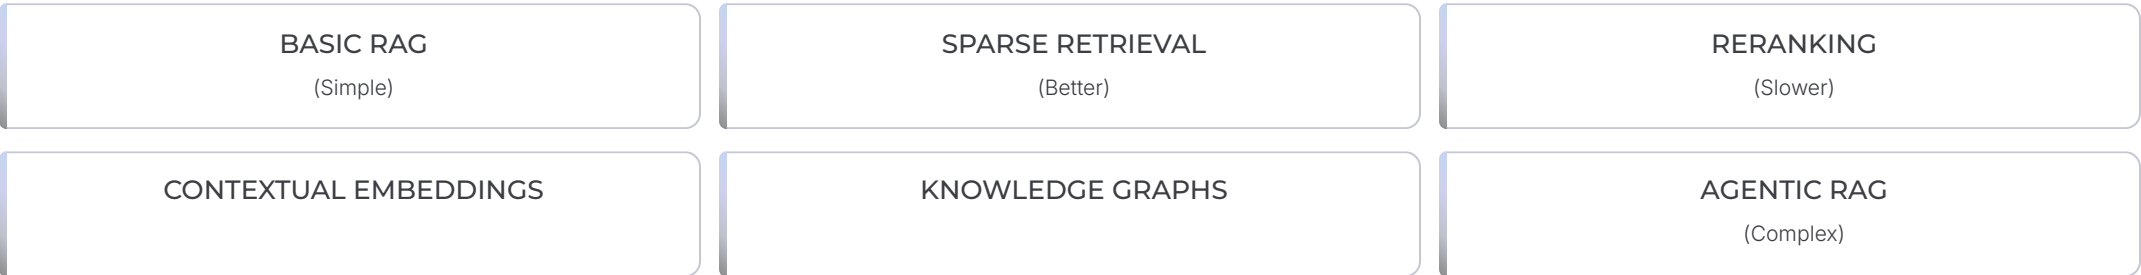 BASIC RAG
(Simple)
SPARSE RETRIEVAL
(Better)
RERANKING
(Slower)
CONTEXTUAL EMBEDDINGS
KNOWLEDGE GRAPHS
AGENTIC RAG
(Complex)